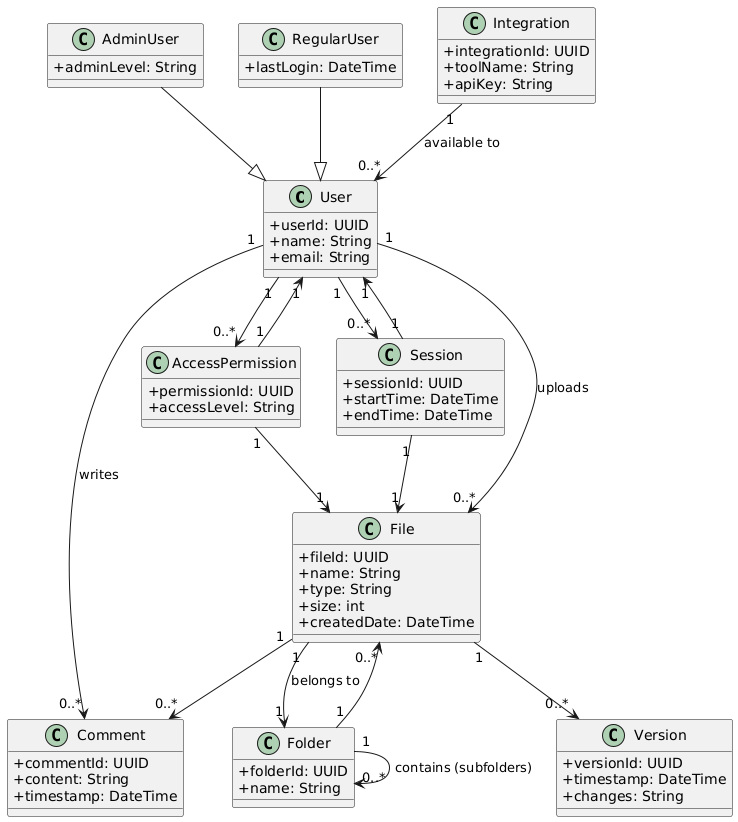 C AdminUser
+adminLevel: String
C RegularUser
+lastLogin: DateTime
C Integration
+integrationId: UUID
+toolName: String
+apiKey: String
1
available to
0..*
C User
+userId: UUID
+name: String
+email: String
1
1
1
1
1
1
0..*
1
0..*
1
C AccessPermission
+permissionId: UUID
+accessLevel: String
C Session
+sessionId: UUID
+startTime: DateTime
+endTime: DateTime
uploads
1
1
writes
1
1
0..*
C File
+fileId: UUID
+name: String
+type: String
+size: int
+createdDate: DateTime
1
1
0..*
1
belongs to
0..*
0..*
1
1
0..*
C Comment
+commentId: UUID
+content: String
+timestamp: DateTime
C Folder
+folderId: UUID
+name: String
1
contains (subfolders)
0..*
C Version
+versionId: UUID
+timestamp: DateTime
+changes: String